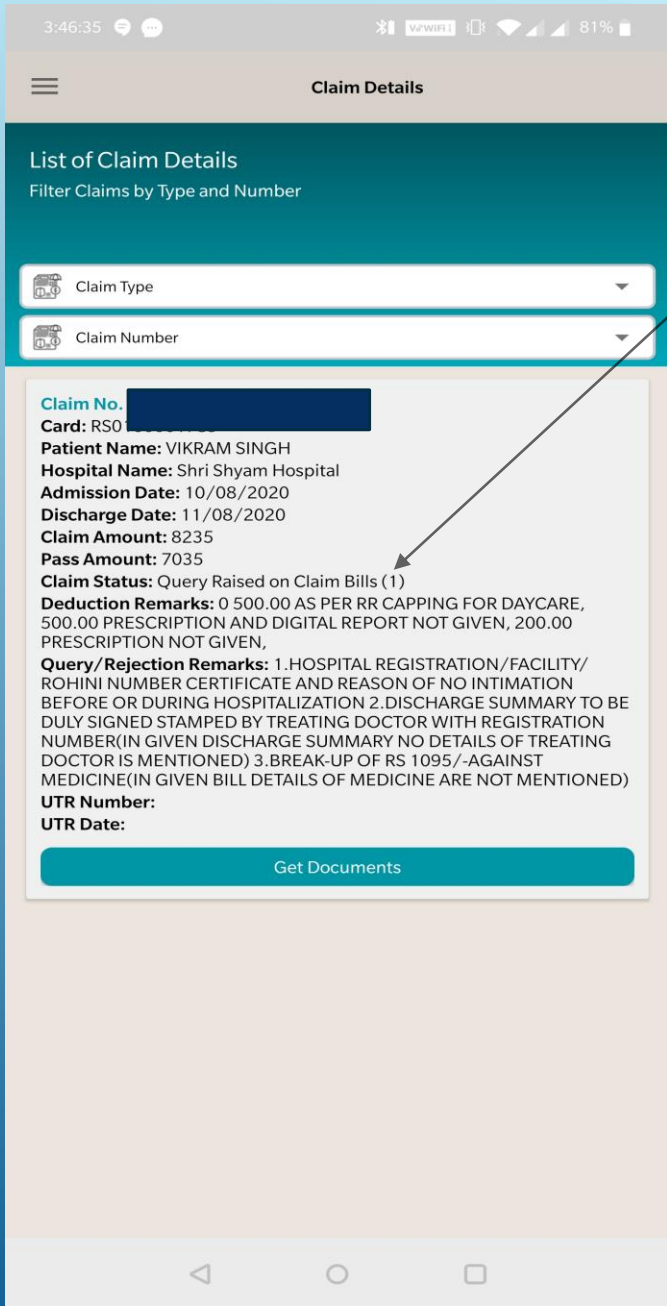 3:46:35
81%
Claim Details
List of Claim Details
Filter Claims by Type and Number
Claim Type
Claim Number
Claim No.
Card: RS01
Patient Name: VIKRAM SINGH
Hospital Name: Shri Shyam Hospital
Admission Date: 10/08/2020
Discharge Date: 11/08/2020
Claim Amount: 8235
Pass Amount: 7035
Claim Status: Query Raised on Claim Bills (1)
Deduction Remarks: 0 500.00 AS PER RR CAPPING FOR DAYCARE,
500.00 PRESCRIPTION AND DIGITAL REPORT NOT GIVEN, 200.00
PRESCRIPTION NOT GIVEN,
Query/Rejection Remarks: 1.HOSPITAL REGISTRATION/FACILITY/
ROHINI NUMBER CERTIFICATE AND REASON OF NO INTIMATION
BEFORE OR DURING HOSPITALIZATION 2.DISCHARGE SUMMARY TO BE
DULY SIGNED STAMPED BY TREATING DOCTOR WITH REGISTRATION
NUMBER(IN GIVEN DISCHARGE SUMMARY NO DETAILS OF TREATING
DOCTOR IS MENTIONED) 3.BREAK-UP OF RS 1095/-AGAINST
MEDICINE(IN GIVEN BILL DETAILS OF MEDICINE ARE NOT MENTIONED)
UTR Number:
UTR Date:
Get Documents